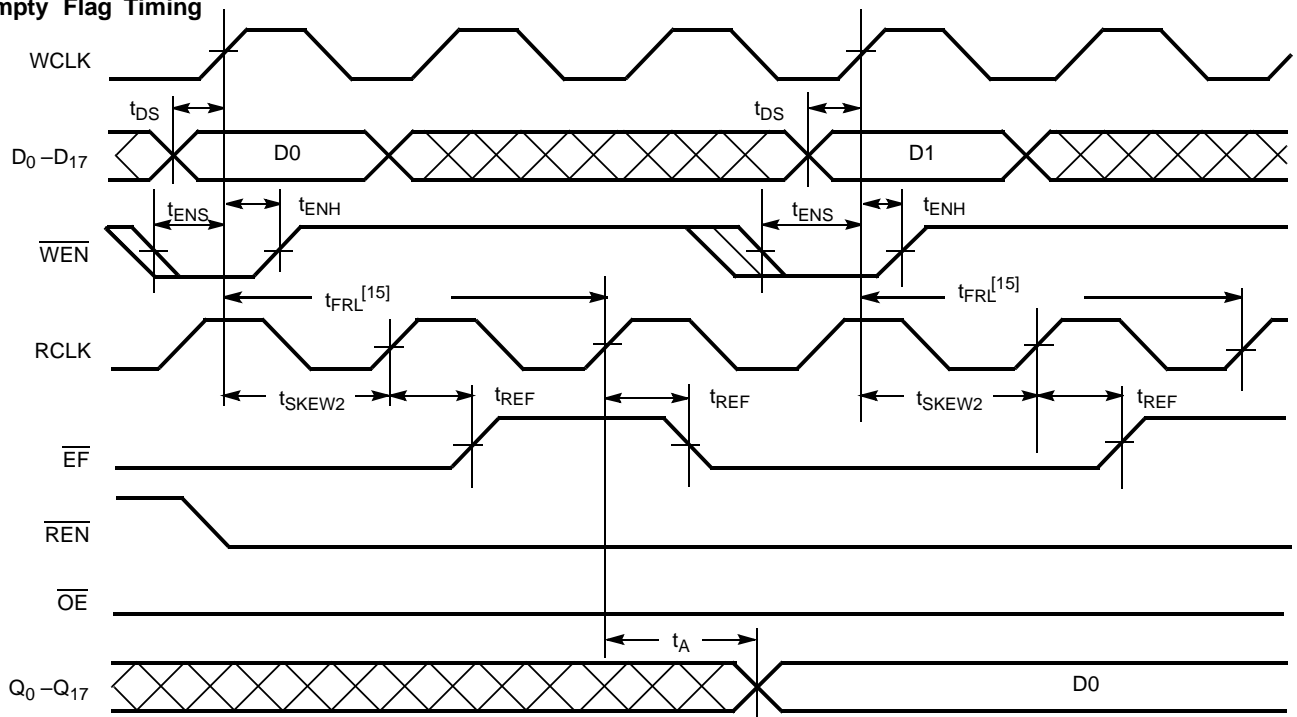 mpty Flag Timing
WCLK
tDS tDS
D0 –D17 D0 D1
tENS tENH tENS tENH
WEN
tFRL[15] tFRL[15]
RCLK
tSKEW2 tREF tREF tSKEW2 tREF
EF
REN
OE
tA
Q0 –Q17 D0